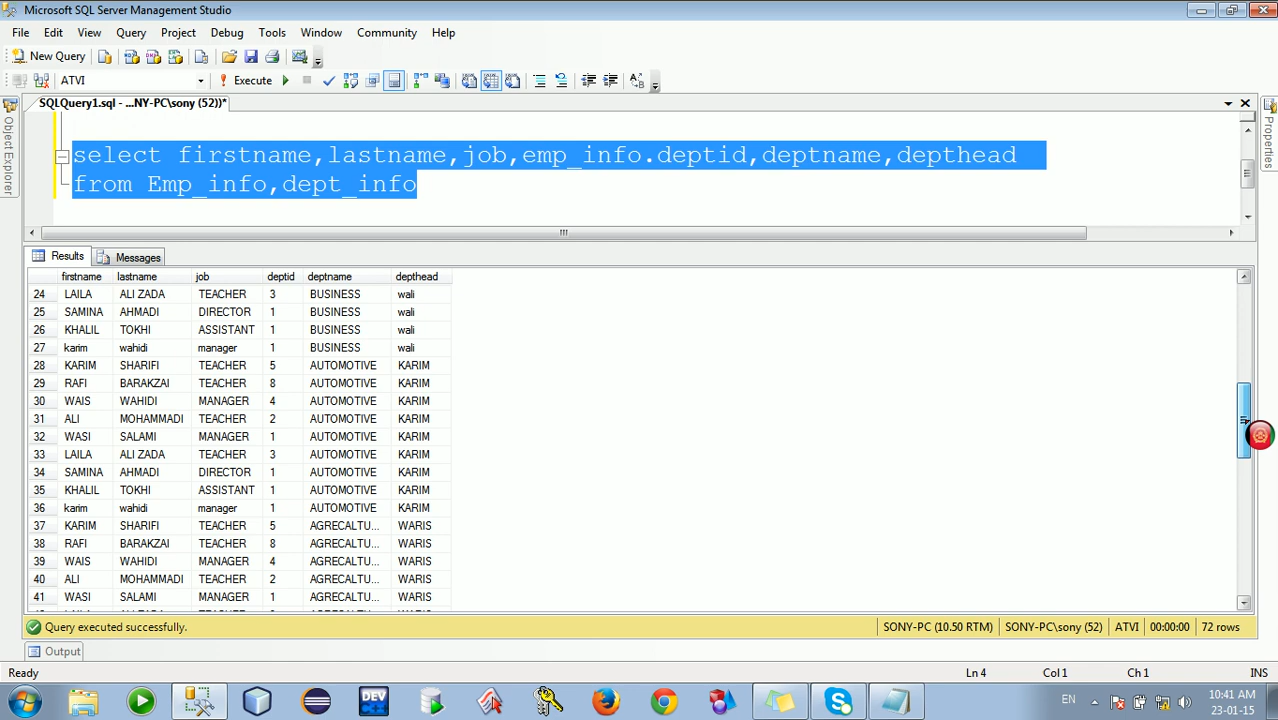 Microsoft SQL Server Management Studio
File Edit View Query Project Debug Tools Window Community Help
New Query
ATVI Execute
SQLQuery1.sql - ...NY-PC\sony (52))*
Object Explorer
Properties
select firstname,lastname,job,emp_info.deptid,deptname,depthead
from Emp_info,dept_info
Results Messages
firstname lastname job deptid deptname depthead
24 LAILA ALI ZADA TEACHER 3 BUSINESS wali
25 SAMINA AHMADI DIRECTOR 1 BUSINESS wali
26 KHALIL TOKHI ASSISTANT 1 BUSINESS wali
27 karim wahidi manager 1 BUSINESS wali
28 KARIM SHARIFI TEACHER 5 AUTOMOTIVE KARIM
29 RAFI BARAKZAI TEACHER 8 AUTOMOTIVE KARIM
30 WAIS WAHIDI MANAGER 4 AUTOMOTIVE KARIM
31 ALI MOHAMMADI TEACHER 2 AUTOMOTIVE KARIM
32 WASI SALAMI MANAGER 1 AUTOMOTIVE KARIM
33 LAILA ALI ZADA TEACHER 3 AUTOMOTIVE KARIM
34 SAMINA AHMADI DIRECTOR 1 AUTOMOTIVE KARIM
35 KHALIL TOKHI ASSISTANT 1 AUTOMOTIVE KARIM
36 karim wahidi manager 1 AUTOMOTIVE KARIM
37 KARIM SHARIFI TEACHER 5 AGRECALTU... WARIS
38 RAFI BARAKZAI TEACHER 8 AGRECALTU... WARIS
39 WAIS WAHIDI MANAGER 4 AGRECALTU... WARIS
40 ALI MOHAMMADI TEACHER 2 AGRECALTU... WARIS
41 WASI SALAMI MANAGER 1 AGRECALTU... WARIS
Query executed successfully. SONY-PC (10.50 RTM) SONY-PC\sony (52) ATVI 00:00:00 72 rows
Output
Ready Ln 4 Col 1 Ch 1 INS
DEV C++
EN 10:41 AM
23-01-15